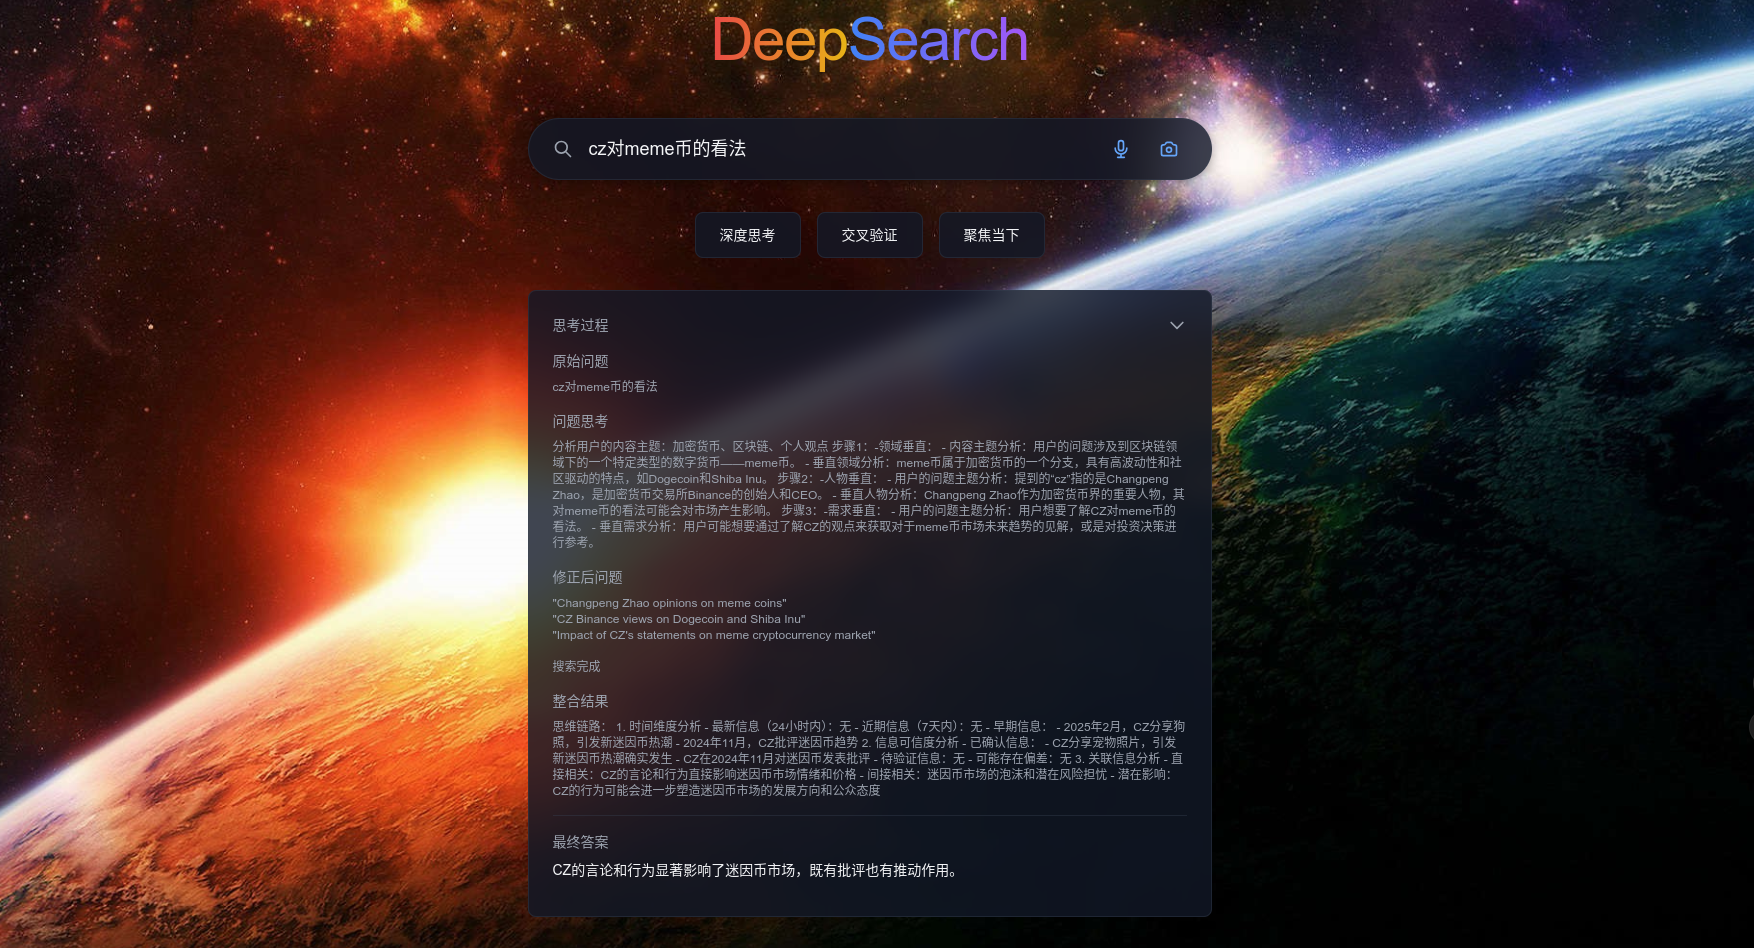 DeepSearch
cz对meme币的看法
深度思考
交叉验证
聚焦当下
思考过程
原始问题
cz对meme币的看法
问题思考
分析用户的内容主题：加密货币、区块链、个人观点 步骤1：-领域垂直： - 内容主题分析：用户的问题涉及到区块链领
域下的一个特定类型的数字货币——meme币。 - 垂直领域分析：meme币属于加密货币的一个分支，具有高波动性和社
区驱动的特点，如Dogecoin和Shiba Inu。 步骤2：-人物垂直： - 用户的问题主题分析：提到的“cz”指的是Changpeng
Zhao，是加密货币交易所Binance的创始人和CEO。 - 垂直人物分析：Changpeng Zhao作为加密货币界的重要人物，其
对meme币的看法可能会对市场产生影响。 步骤3：-需求垂直： - 用户的问题主题分析：用户想要了解CZ对meme币的
看法。 - 垂直需求分析：用户可能想要通过了解CZ的观点来获取对于meme币市场未来趋势的见解，或是对投资决策进
行参考。
修正后问题
"Changpeng Zhao opinions on meme coins"
"CZ Binance views on Dogecoin and Shiba Inu"
"Impact of CZ's statements on meme cryptocurrency market"
搜索完成
整合结果
思维链路： 1. 时间维度分析 - 最新信息（24小时内）：无 - 近期信息（7天内）：无 - 早期信息： - 2025年2月，CZ分享狗
照，引发新迷因币热潮 - 2024年11月，CZ批评迷因币趋势 2. 信息可信度分析 - 已确认信息： - CZ分享宠物照片，引发
新迷因币热潮确实发生 - CZ在2024年11月对迷因币发表批评 - 待验证信息：无 - 可能存在偏差：无 3. 关联信息分析 - 直
接相关：CZ的言论和行为直接影响迷因币市场情绪和价格 - 间接相关：迷因币市场的泡沫和潜在风险担忧 - 潜在影响：
CZ的行为可能会进一步塑造迷因币市场的发展方向和公众态度
最终答案
CZ的言论和行为显著影响了迷因币市场，既有批评也有推动作用。